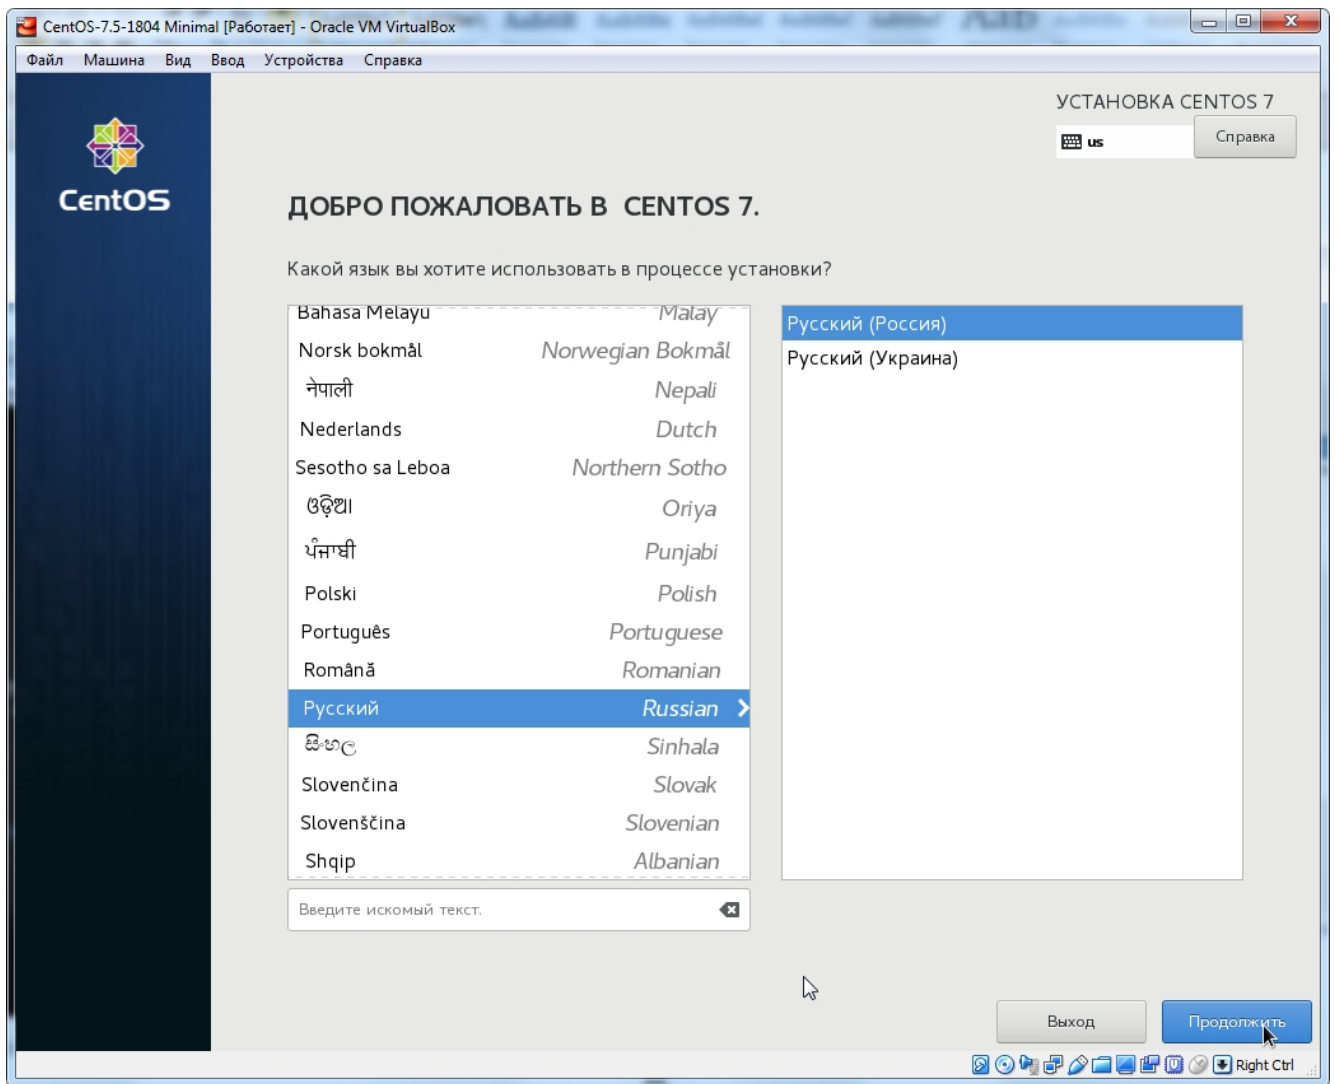 CentOS-7.5-1804 Minimal [Работает] - Oracle VM VirtualBox
Файл Машина Вид Ввод Устройства Справка
CentOS
УСТАНОВКА CENTOS 7
us
Справка
ДОБРО ПОЖАЛОВАТЬ В CENTOS 7.
Какой язык вы хотите использовать в процессе установки?
Bahasa Melayu Malay
Norsk bokmål Norwegian Bokmål
नेपाली Nepali
Nederlands Dutch
Sesotho sa Leboa Northern Sotho
ଓଡ଼ିଆ Oriya
ਪੰਜਾਬੀ Punjabi
Polski Polish
Português Portuguese
Română Romanian
Русский Russian
සිංහල Sinhala
Slovenčina Slovak
Slovenščina Slovenian
Shqip Albanian
Русский (Россия)
Русский (Украина)
Введите искомый текст.
Выход
Продолжить
Right Ctrl